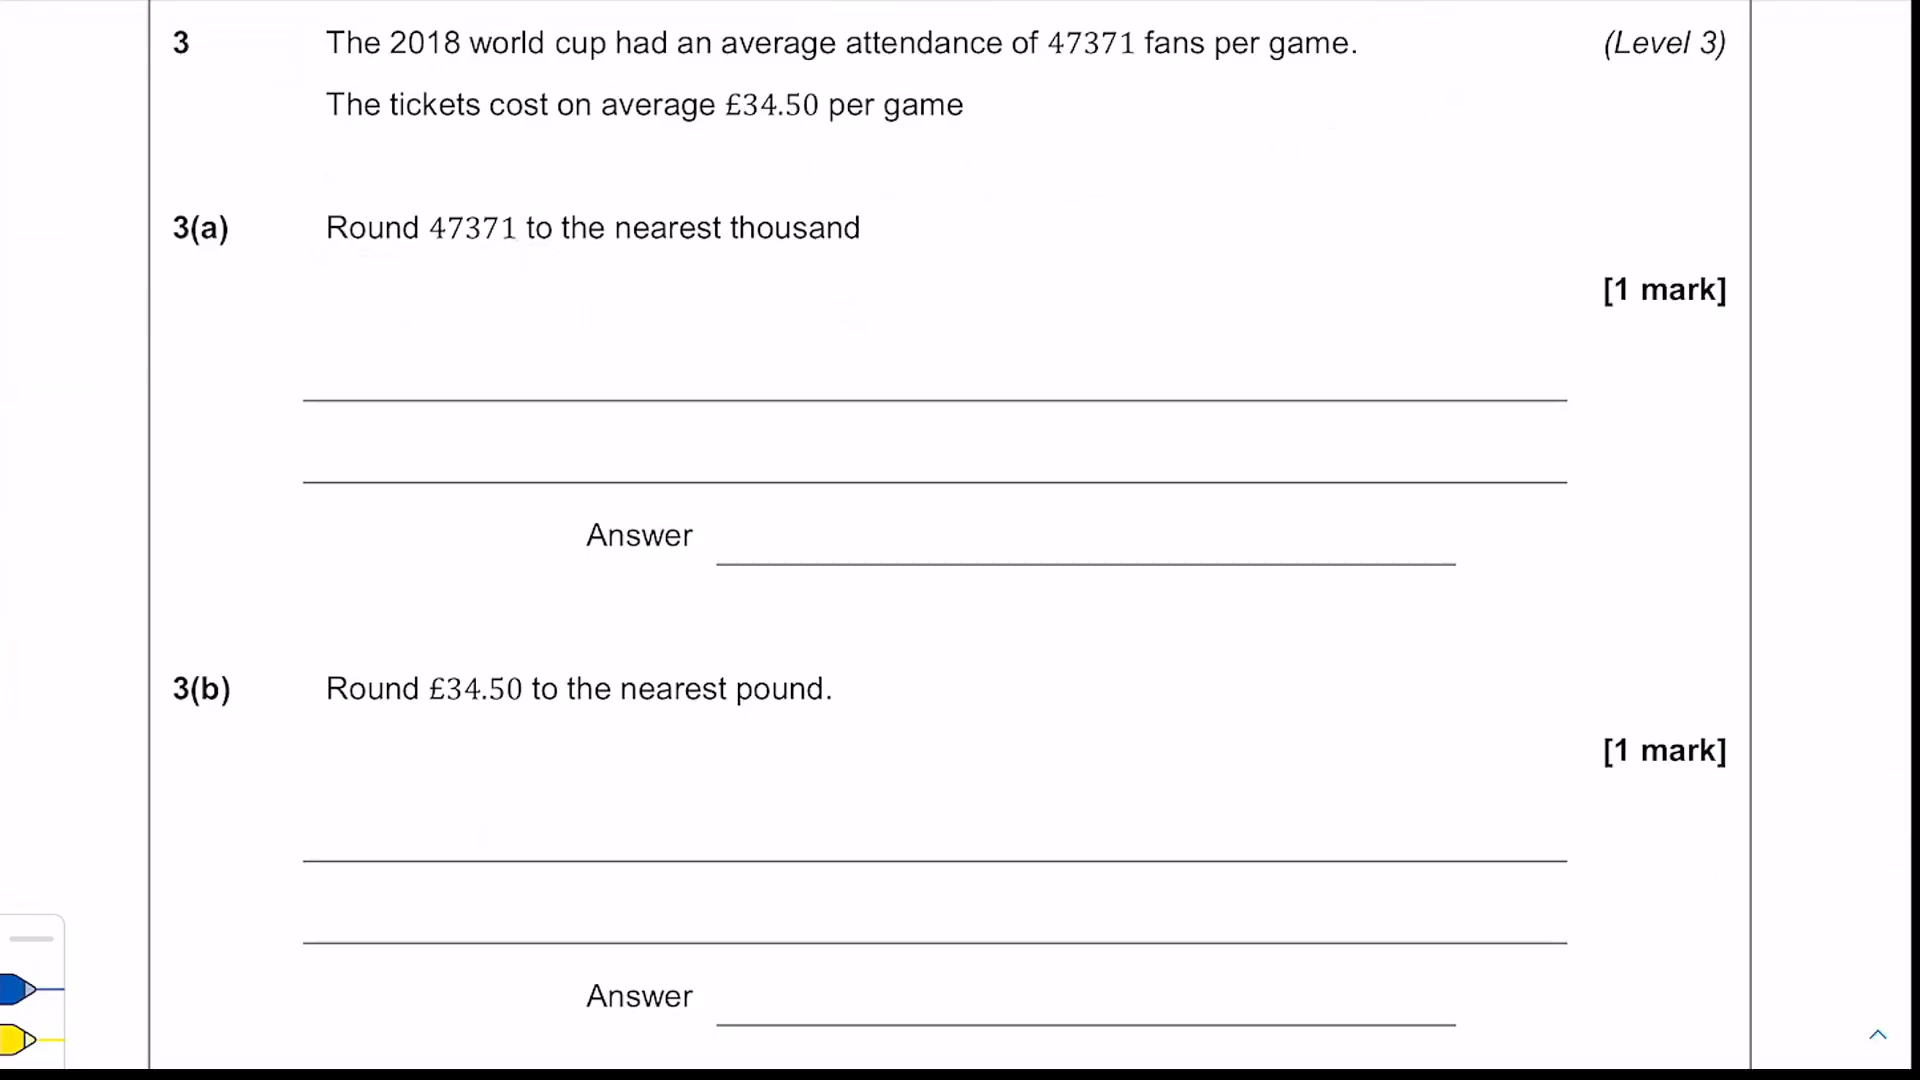 3 The 2018 world cup had an average attendance of 47371 fans per game. (Level 3)
The tickets cost on average £34.50 per game
3(a) Round 47371 to the nearest thousand
[1 mark]
Answer
3(b) Round £34.50 to the nearest pound.
[1 mark]
Answer